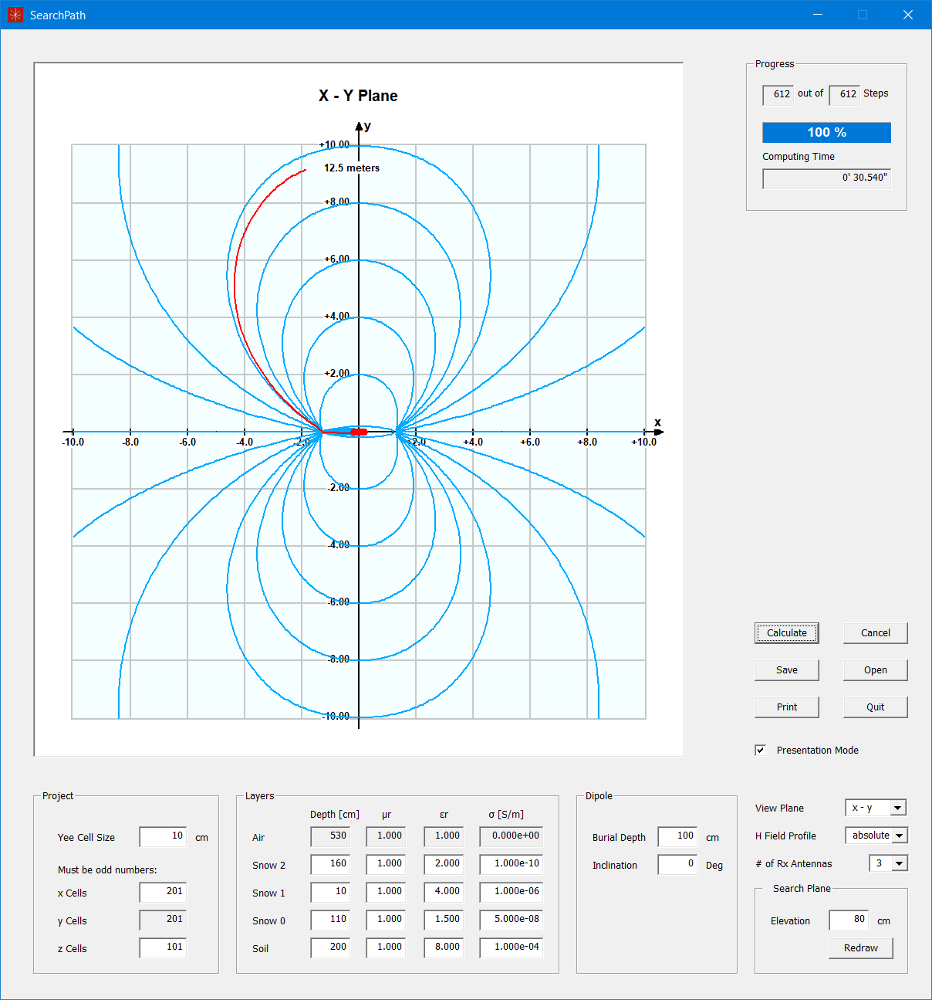 SearchPath
X - Y Plane
y
+10.00
12.5 meters
+8.00
+6.00
+4.00
+2.00
x
-10.0 -8.0 -6.0 -4.0 -2.0 +2.0 +4.0 +6.0 +8.0 +10.0
-2.00
-4.00
-6.00
-8.00
-10.00
Progress
612 out of 612 Steps
100 %
Computing Time
0' 30.540"
Calculate Cancel
Save Open
Print Quit
Presentation Mode
Project
Yee Cell Size 10 cm
Must be odd numbers:
x Cells 201
y Cells 201
z Cells 101
Layers
Depth [cm] µr εr σ [S/m]
Air 530 1.000 1.000 0.000e+00
Snow 2 160 1.000 2.000 1.000e-10
Snow 1 10 1.000 4.000 1.000e-06
Snow 0 110 1.000 1.500 5.000e-08
Soil 200 1.000 8.000 1.000e-04
Dipole
Burial Depth 100 cm
Inclination 0 Deg
View Plane x - y
H Field Profile absolute
# of Rx Antennas 3
Search Plane
Elevation 80 cm
Redraw